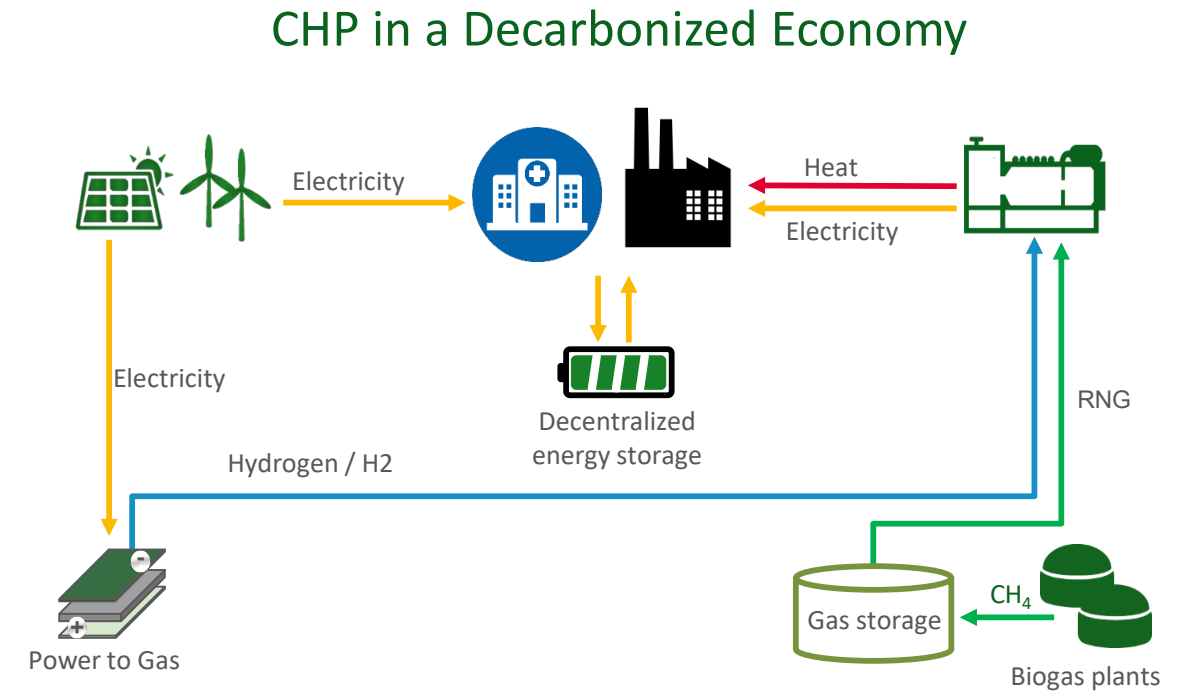 CHP in a Decarbonized Economy
Electricity
Heat
Electricity
Electricity
Decentralized
energy storage
RNG
Hydrogen / H2
-
+
Power to Gas
Gas storage
CH₄
Biogas plants